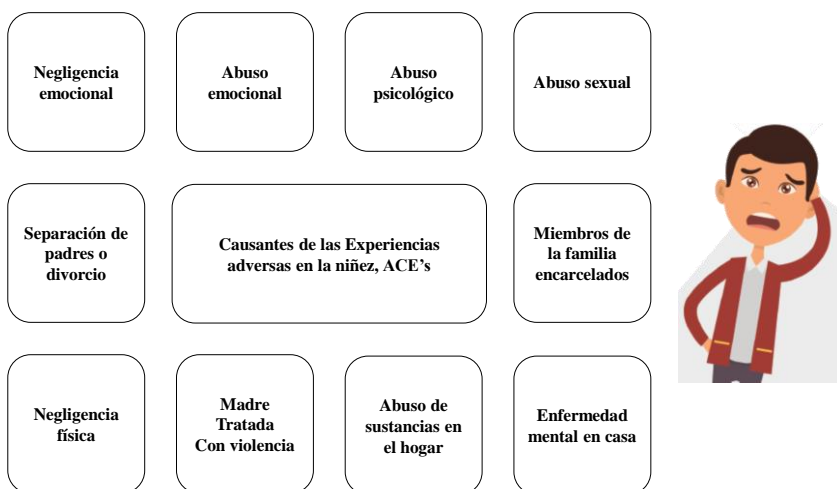 Negligencia
emocional
Abuso
emocional
Abuso
psicológico
Abuso sexual
Separación de
padres o
divorcio
Causantes de las Experiencias
adversas en la niñez, ACE’s
Miembros de
la familia
encarcelados
Negligencia
física
Madre
Tratada
Con violencia
Abuso de
sustancias en
el hogar
Enfermedad
mental en casa